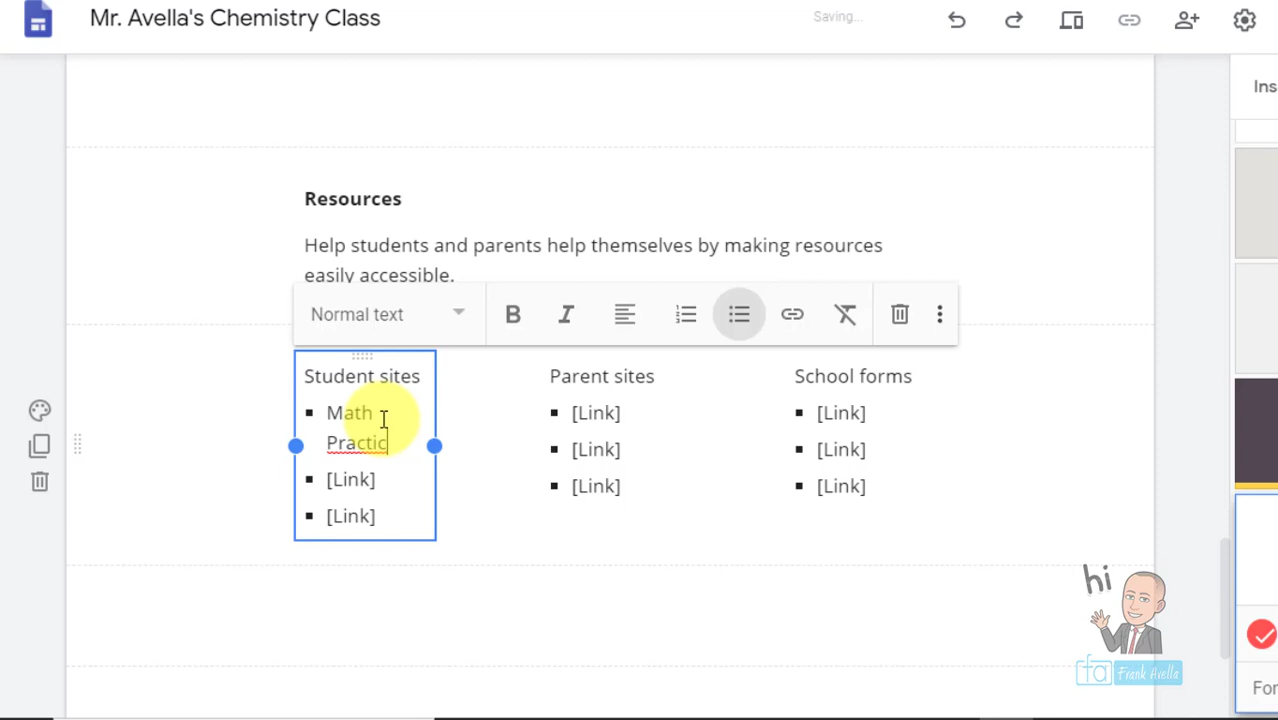 Mr. Avella's Chemistry Class
Saving...
Ins
Resources
Help students and parents help themselves by making resources
easily accessible.
Normal text
Student sites
Math
Practic
[Link]
[Link]
Parent sites
[Link]
[Link]
[Link]
School forms
[Link]
[Link]
[Link]
hi
fa Frank Avella
For